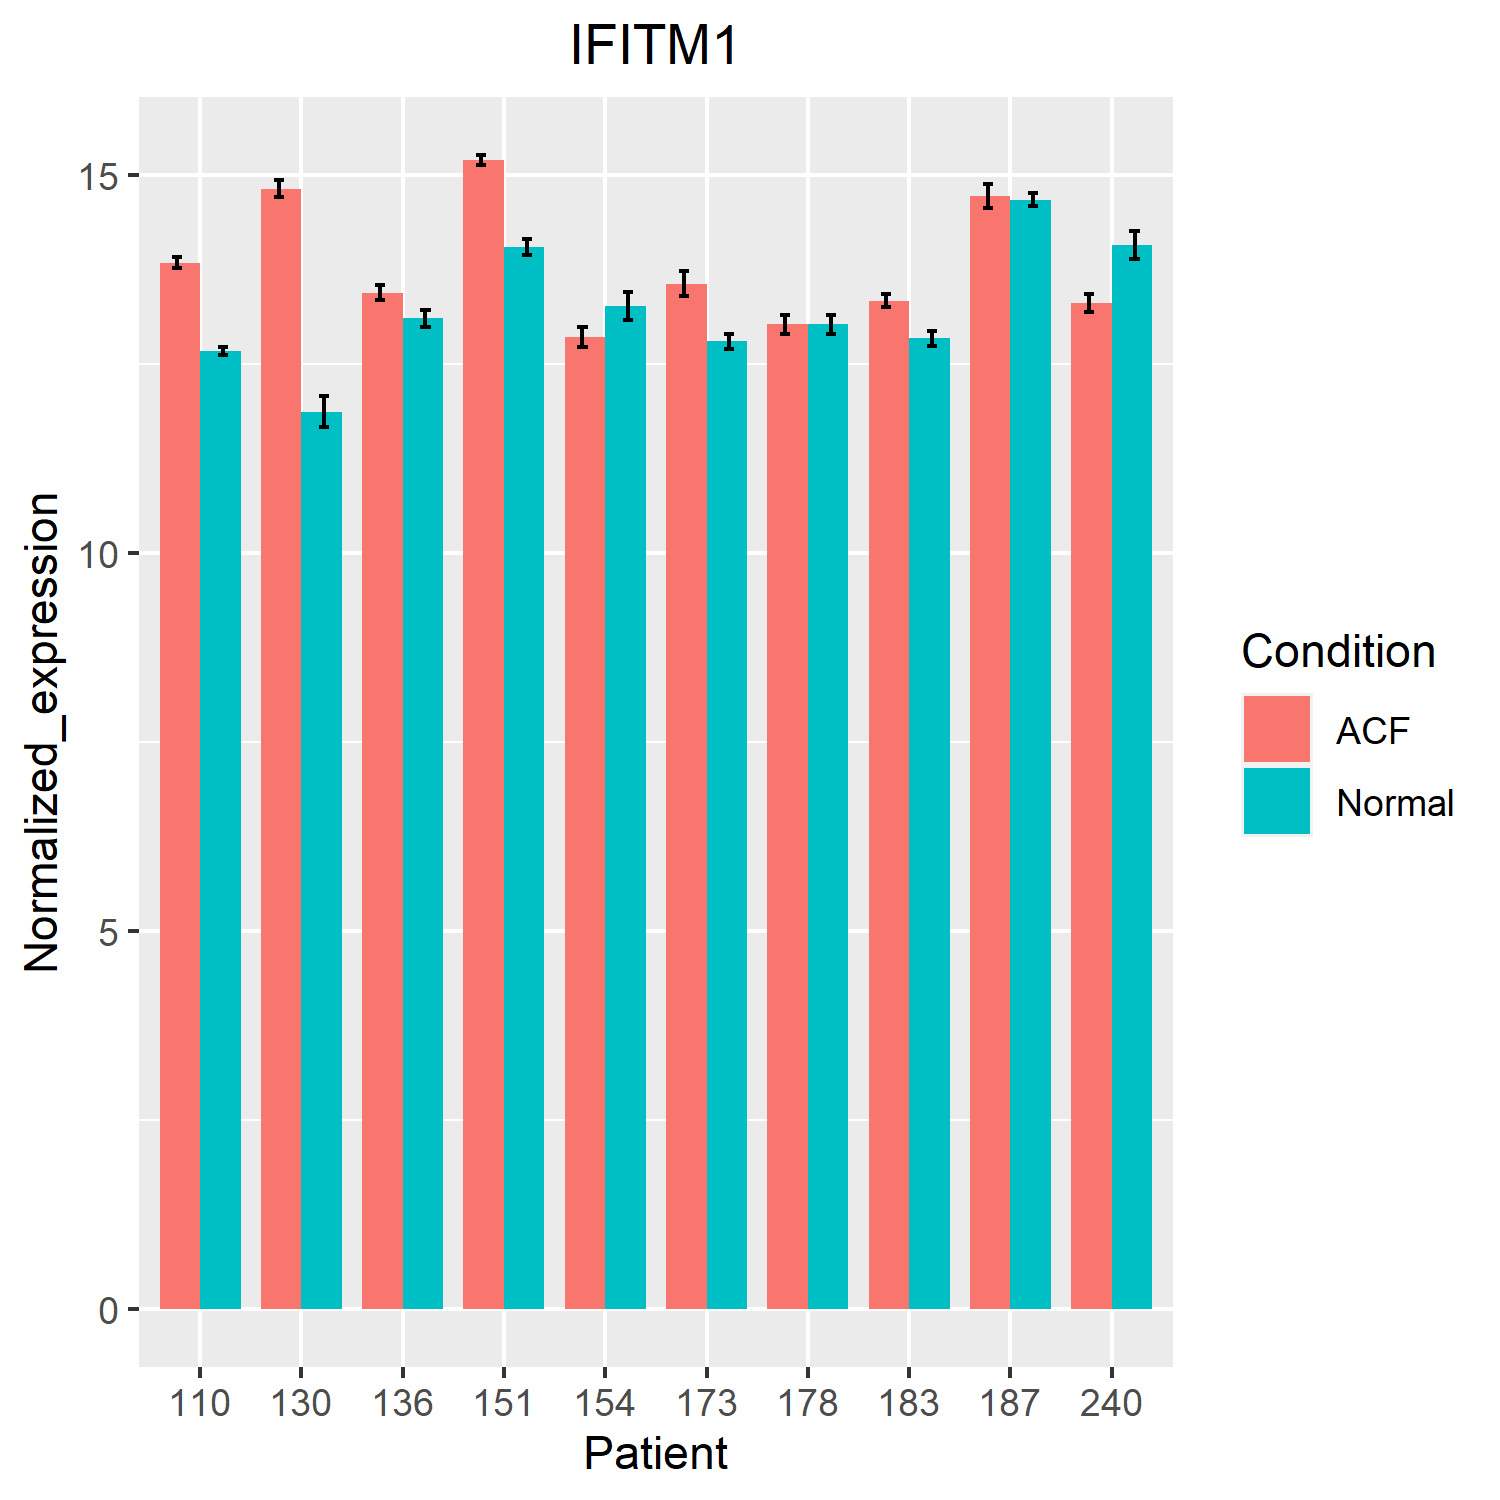 IFITM1
15
10
5
0
Normalized_expression
110 130 136 151 154 173 178 183 187 240
Patient
Condition
ACF
Normal